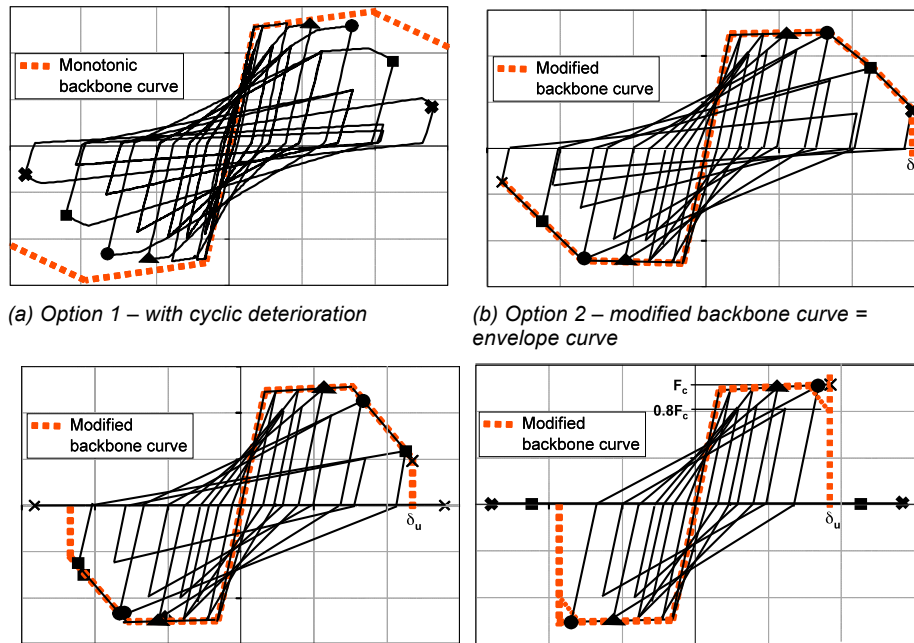 Monotonic
backbone curve
(a) Option 1 – with cyclic deterioration
Modified
backbone curve
δ
(b) Option 2 – modified backbone curve =
envelope curve
Modified
backbone curve
δu
Modified
backbone curve
Fc
0.8Fc
δu